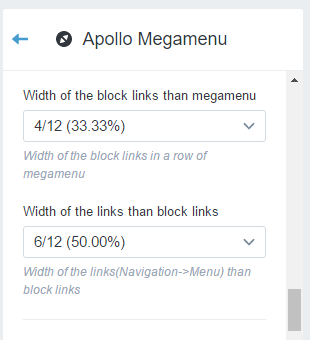 Apollo Megamenu
Width of the block links than megamenu
4/12 (33.33%)
Width of the block links in a row of
megamenu
Width of the links than block links
6/12 (50.00%)
Width of the links(Navigation->Menu) than
block links